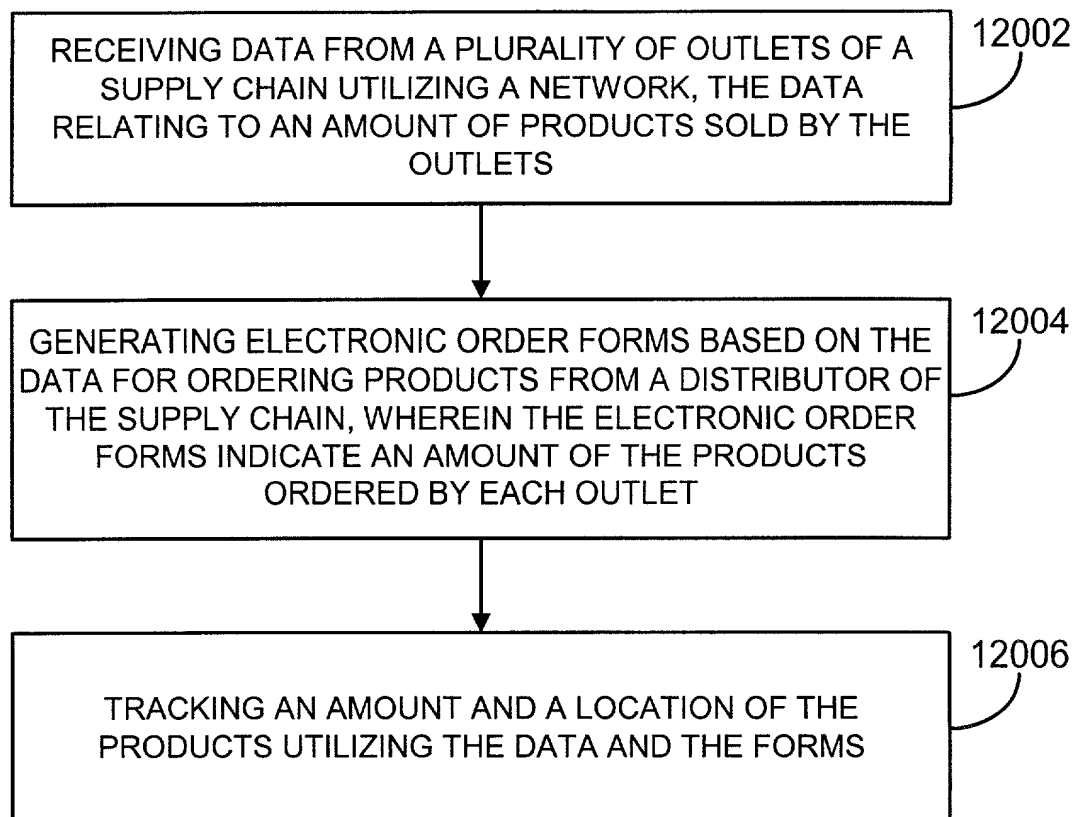 RECEIVING DATA FROM A PLURALITY OF OUTLETS OF A
SUPPLY CHAIN UTILIZING A NETWORK, THE DATA
RELATING TO AN AMOUNT OF PRODUCTS SOLD BY THE
OUTLETS
12002
GENERATING ELECTRONIC ORDER FORMS BASED ON THE
DATA FOR ORDERING PRODUCTS FROM A DISTRIBUTOR OF
THE SUPPLY CHAIN, WHEREIN THE ELECTRONIC ORDER
FORMS INDICATE AN AMOUNT OF THE PRODUCTS
ORDERED BY EACH OUTLET
12004
TRACKING AN AMOUNT AND A LOCATION OF THE
PRODUCTS UTILIZING THE DATA AND THE FORMS
12006